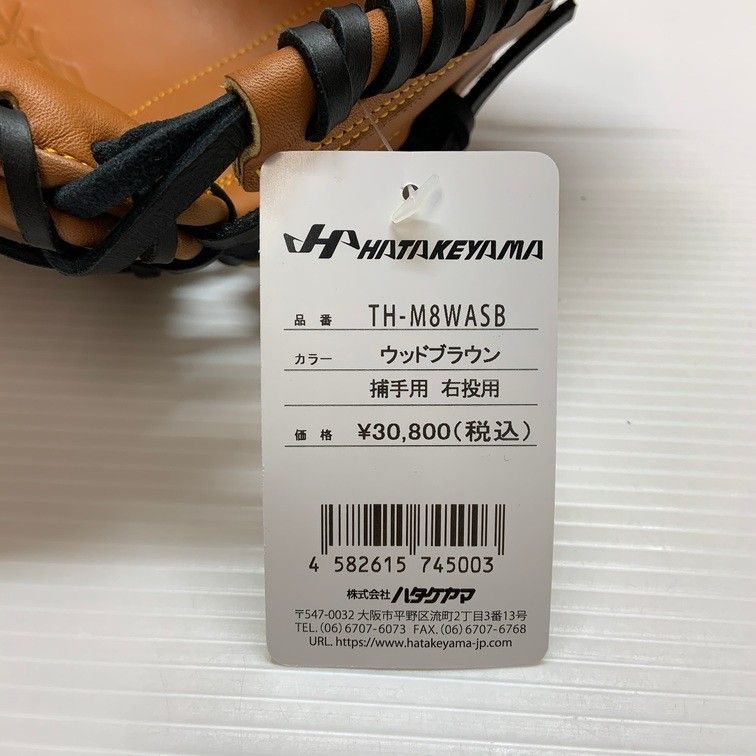 HATAKEYAMA
品番 TH-M8WASB
カラー ウッドブラウン
捕手用 右投用
価格 ¥30,800(税込)
4 582615 745003
株式会社 ハタケヤマ
〒547-0032 大阪市平野区流町2丁目3番13号
TEL.(06)6707-6073 FAX.(06)6707-6768
URL. https://www.hatakeyama-jp.com